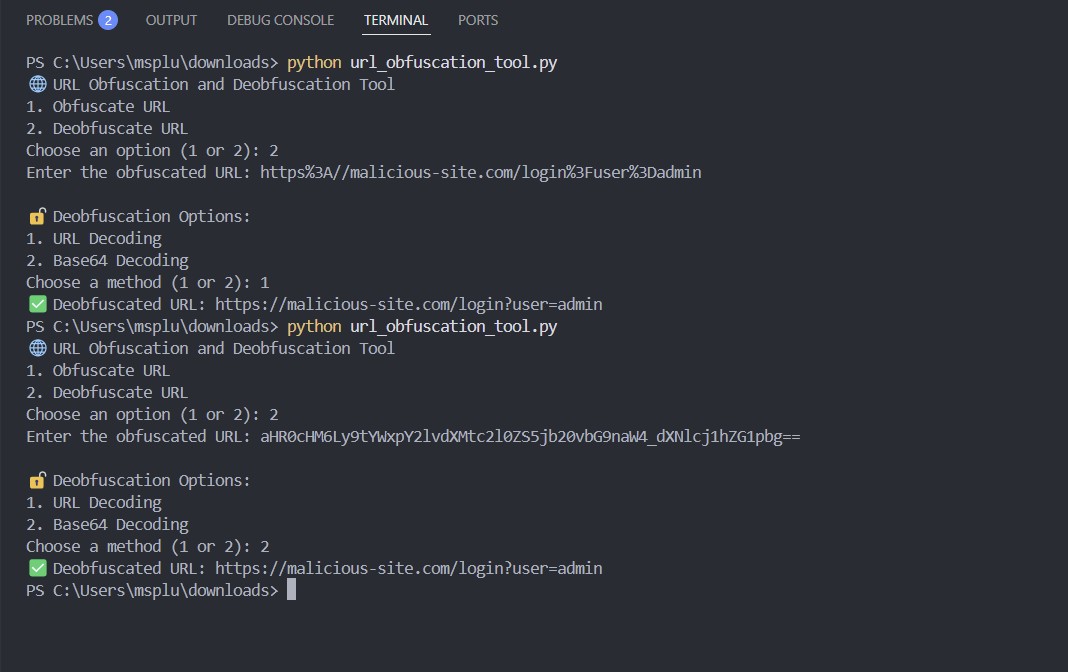 PROBLEMS 2 OUTPUT DEBUG CONSOLE TERMINAL PORTS
PS C:\Users\msplu\downloads> python url_obfuscation_tool.py
🌐 URL Obfuscation and Deobfuscation Tool
1. Obfuscate URL
2. Deobfuscate URL
Choose an option (1 or 2): 2
Enter the obfuscated URL: https%3A//malicious-site.com/login%3Fuser%3Dadmin
🔓 Deobfuscation Options:
1. URL Decoding
2. Base64 Decoding
Choose a method (1 or 2): 1
✅ Deobfuscated URL: https://malicious-site.com/login?user=admin
PS C:\Users\msplu\downloads> python url_obfuscation_tool.py
🌐 URL Obfuscation and Deobfuscation Tool
1. Obfuscate URL
2. Deobfuscate URL
Choose an option (1 or 2): 2
Enter the obfuscated URL: aHR0cHM6Ly9tYWxpY2lvdXMtc2l0ZS5jb20vbG9naW4_dXNlcj1hZG1pbg==
🔓 Deobfuscation Options:
1. URL Decoding
2. Base64 Decoding
Choose a method (1 or 2): 2
✅ Deobfuscated URL: https://malicious-site.com/login?user=admin
PS C:\Users\msplu\downloads>